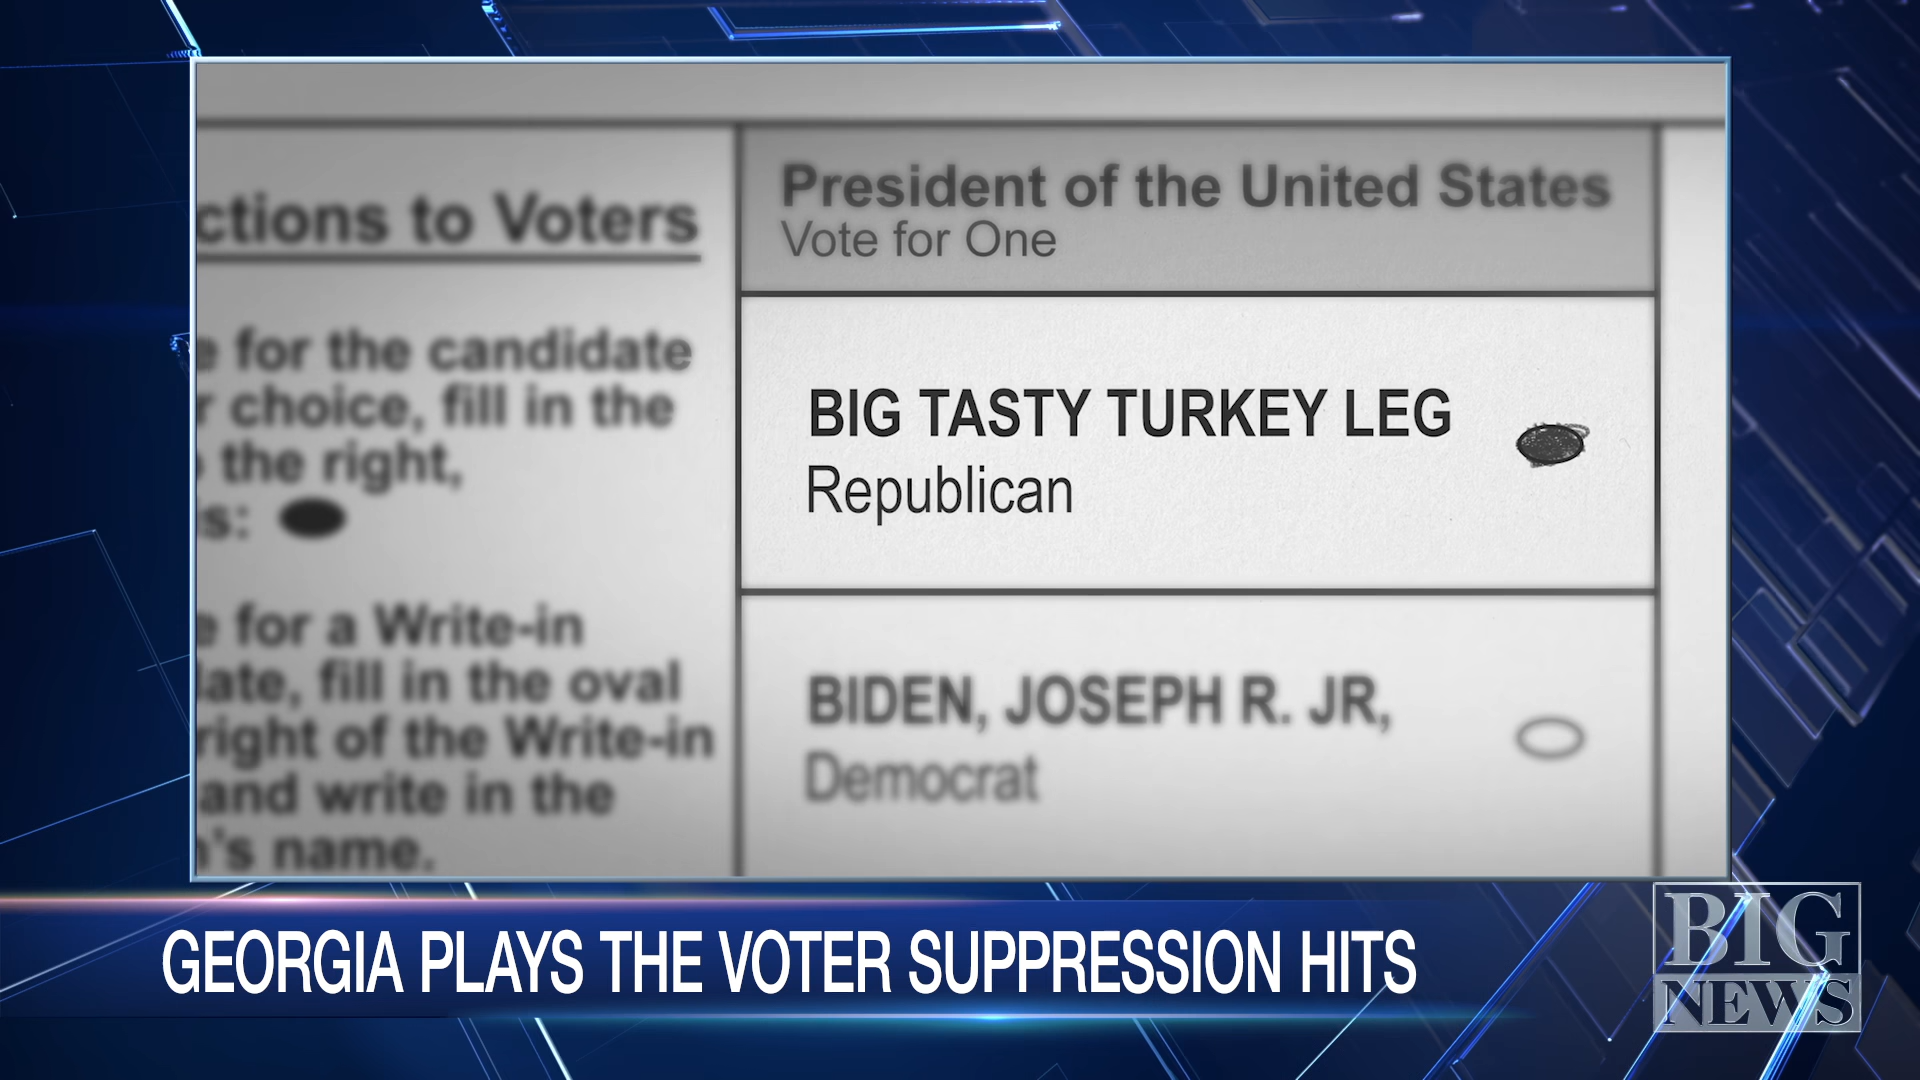 ctions to Voters
e for the candidate
r choice, fill in the
the right,
is:
e for a Write-in
late, fill in the oval
right of the Write-in
and write in the
n's name.
President of the United States
Vote for One
BIG TASTY TURKEY LEG
Republican
BIDEN, JOSEPH R. JR,
Democrat
GEORGIA PLAYS THE VOTER SUPPRESSION HITS
BIG
NEWS